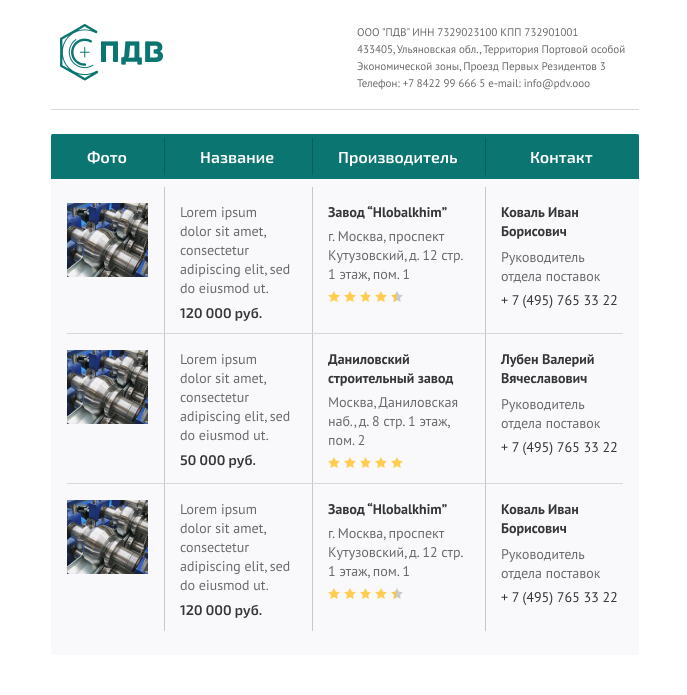 ПДВ
ООО "ПДВ" ИНН 7329023100 КПП 732901001
433405, Ульяновская обл., Территория Портовой особой
Экономической зоны, Проезд Первых Резидентов 3
Телефон: +7 8422 99 666 5 e-mail: info@pdv.ooo
Фото
Название
Производитель
Контакт
Lorem ipsum
dolor sit amet,
consectetur
adipiscing elit, sed
do eiusmod ut.
120 000 руб.
Завод “Hlobalkhim”
г. Москва, проспект
Кутузовский, д. 12 стр.
1 этаж, пом. 1
Коваль Иван
Борисович
Руководитель
отдела поставок
+ 7 (495) 765 33 22
Lorem ipsum
dolor sit amet,
consectetur
adipiscing elit, sed
do eiusmod ut.
50 000 руб.
Даниловский
строительный завод
Москва, Даниловская
наб., д. 8 стр. 1 этаж,
пом. 2
Лубен Валерий
Вячеславович
Руководитель
отдела поставок
+ 7 (495) 765 33 22
Lorem ipsum
dolor sit amet,
consectetur
adipiscing elit, sed
do eiusmod ut.
120 000 руб.
Завод “Hlobalkhim”
г. Москва, проспект
Кутузовский, д. 12 стр.
1 этаж, пом. 1
Коваль Иван
Борисович
Руководитель
отдела поставок
+ 7 (495) 765 33 22